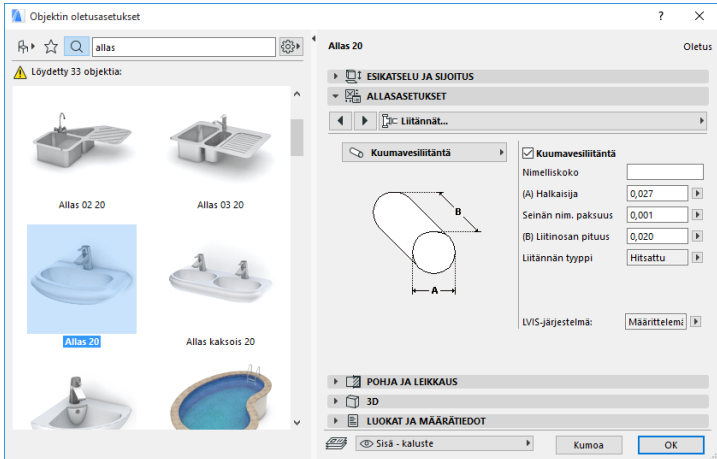 Objektin oletusasetukset
? ×
allas
Löydetty 33 objektia:
Allas 02 20
Allas 03 20
Allas 20
Allas kaksois 20
Allas 20
Oletus
ESIKATSELU JA SIJOITUS
ALLASASETUKSET
Liitännät...
Kuumavesiliitäntä
Kuumavesiliitäntä
Nimelliskoko
(A) Halkaisija 0,027
Seinän nim. paksuus 0,001
(B) Liitinosan pituus 0,020
Liitännän tyyppi Hitsattu
B
A
LVIS-järjestelmä: Määrittelemä
POHJA JA LEIKKAUS
3D
LUOKAT JA MÄÄRÄTIEDOT
Sisä - kaluste
Kumoa
OK